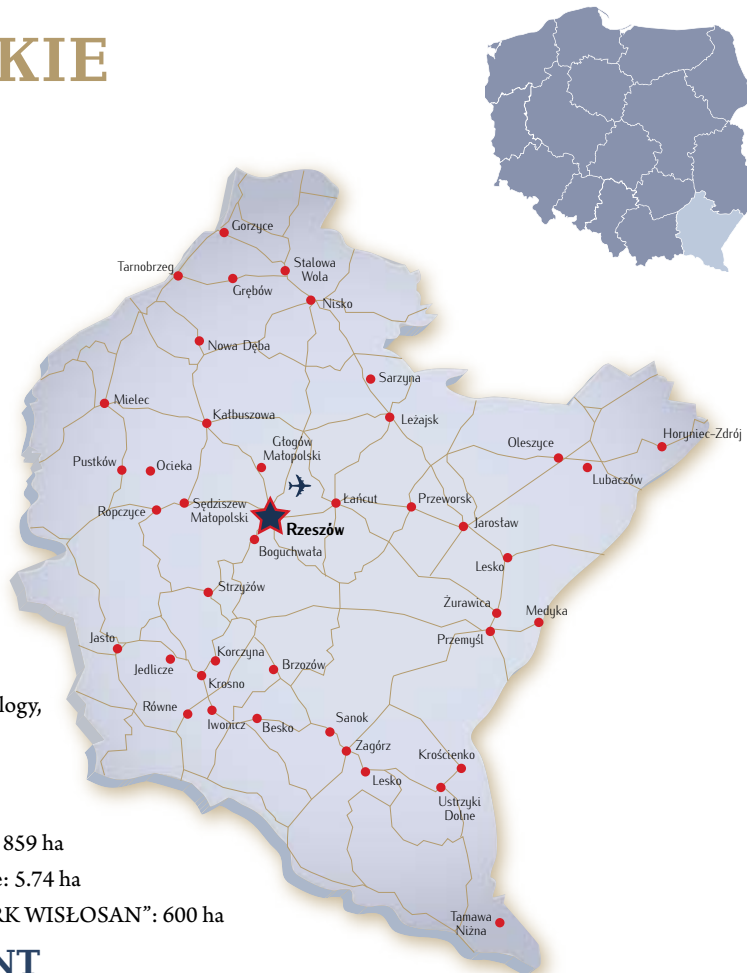 KIE
Gorzyce
Tarnobrzeg
Stalowa
Wola
Grębów
Nisko
Nowa Dęba
Sarzyna
Mielec
Leżajsk
Kałbuszowa
Horyniec-Zdrój
Głogów
Małopolski
Oleszyce
Pustków
Ocieka
Lubaczów
Łańcut
Przeworsk
Sędziszew
Małopolski
Ropczyce
Rzeszów
Jarosław
Boguchwała
Lesko
Strzyżów
Żurawica
Medyka
Przemyśl
Jasło
Korczyna
Jedlicze
Brzozów
Krosno
logy,
Równe
Iwonicz
Besko
Sanok
Zagórz
Krościenko
Lesko
Ustrzyki
Dolne
859 ha
e: 5.74 ha
RK WISŁOSAN”: 600 ha
Tamawa
Niżna
NT